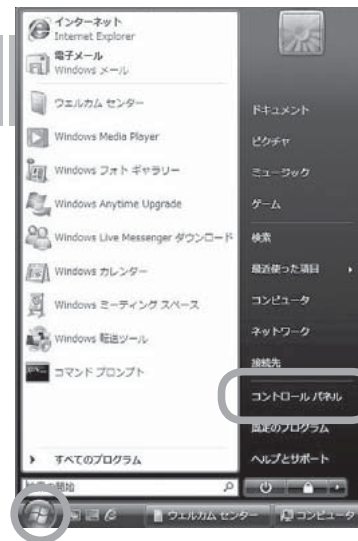 インターネット
Internet Explorer
電子メール
Windows メール
ウェルカム センター
Windows Media Player
Windows フォト ギャラリー
Windows Anytime Upgrade
Windows Live Messenger ダウンロード
Windows カレンダー
Windows ミーティング スペース
Windows 転送ツール
コマンド プロンプト
すべてのプログラム
の開始
ドキュメント
ピクチャ
ミュージック
ゲーム
検索
最近使った項目
コンピュータ
ネットワーク
接続先
コントロール パネル
既定のプログラム
ヘルプとサポート
ウェルカム センター
コンピュータ